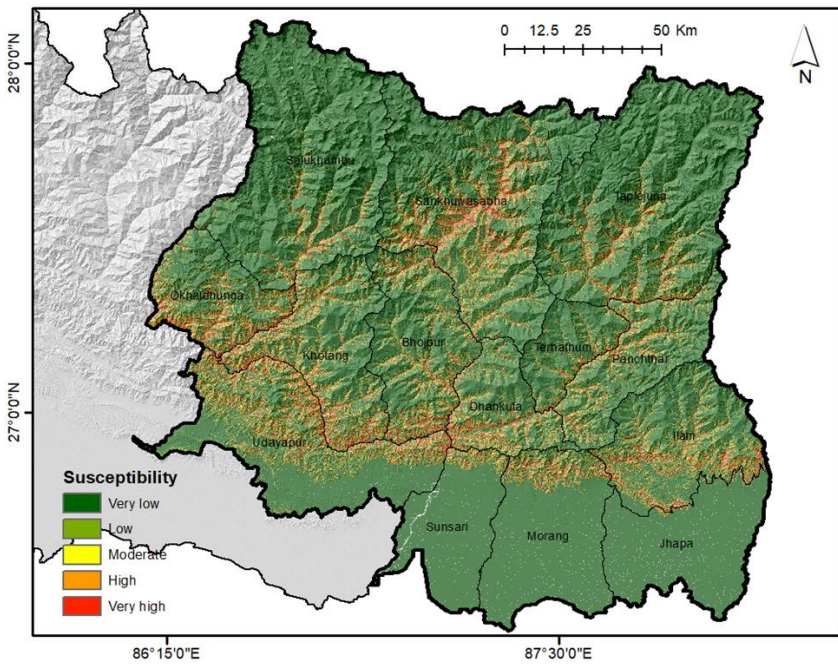 0 12.5 25 50 Km
N
28°0'0"N
Solukhumbu
Sankhuwasabha
Taplejung
Okhaldhunga
Khotang
Bhojpur
Terhathum
Panchthar
27°0'0"N
Dhankuta
Ilam
Udayapur
Susceptibility
Very low
Low
Moderate
High
Very high
Sunsari
Morang
Jhapa
86°15'0"E
87°30'0"E